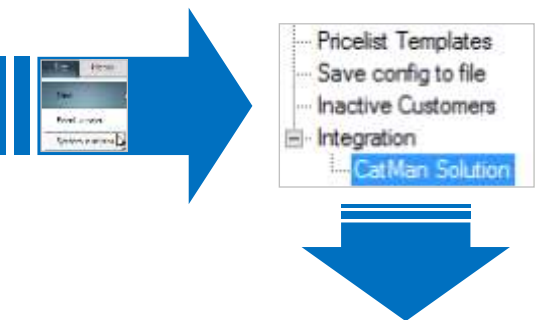 Pricelist Templates
Save config to file
Inactive Customers
Integration
CatMan Solution